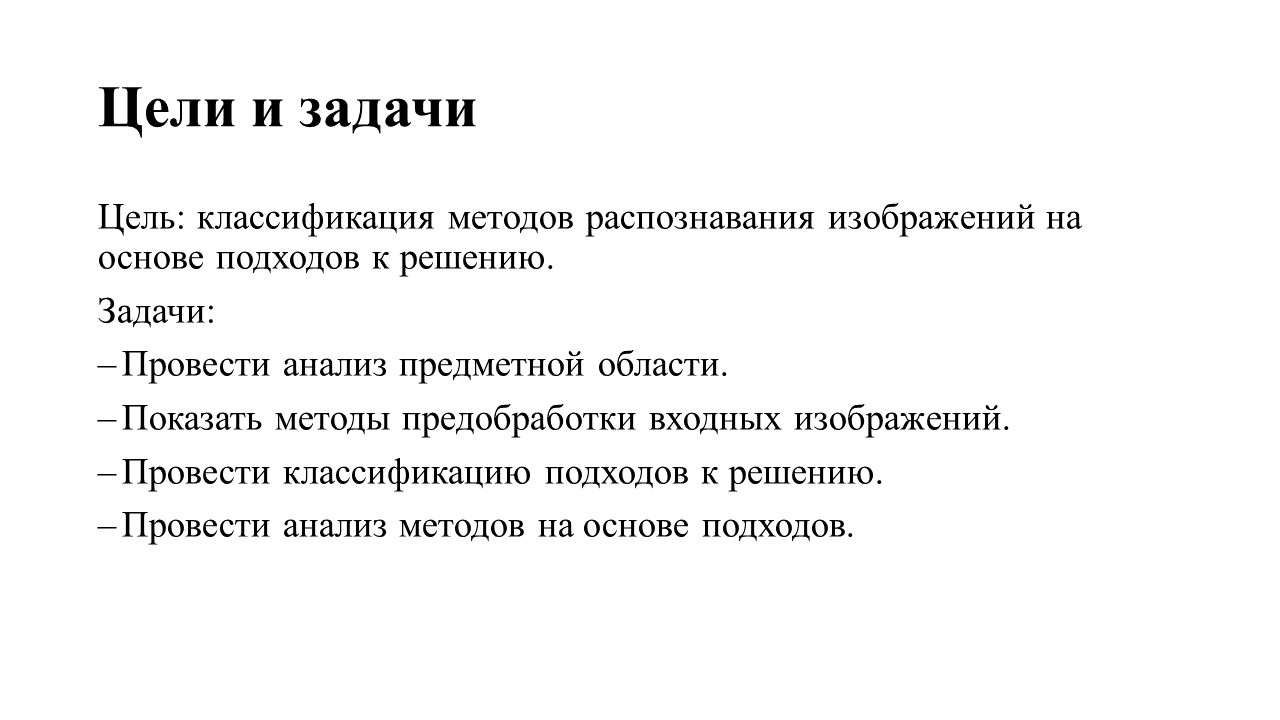 Цели и задачи
Цель: классификация методов распознавания изображений на
основе подходов к решению.
Задачи:
– Провести анализ предметной области.
– Показать методы предобработки входных изображений.
– Провести классификацию подходов к решению.
– Провести анализ методов на основе подходов.